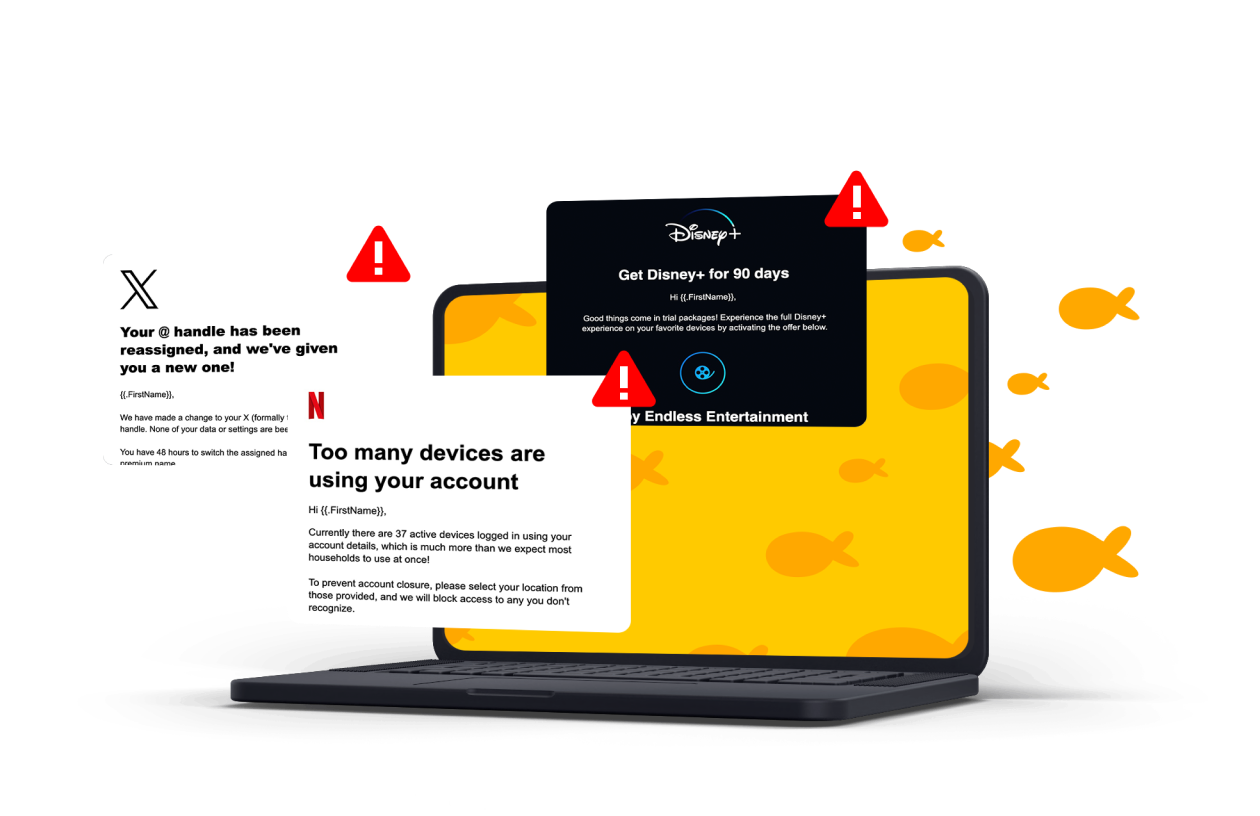 X
Your @ handle has been
reassigned, and we've given
you a new one!
{{.FirstName}},
We have made a change to your X (formally
handle. None of your data or settings are
You have 48 hours to switch the assigned
premium name
N
Too many devices are
using your account
Hi {{.FirstName}},
Currently there are 37 active devices logged in using your
account details, which is much more than we expect most
households to use at once!
To prevent account closure, please select your location from
those provided, and we will block access to any you don't
recognize.
Disney+
Get Disney+ for 90 days
Hi {{.FirstName}},
Good things come in trial packages! Experience the full Disney+
experience on your favorite devices by activating the offer below.
Endless Entertainment